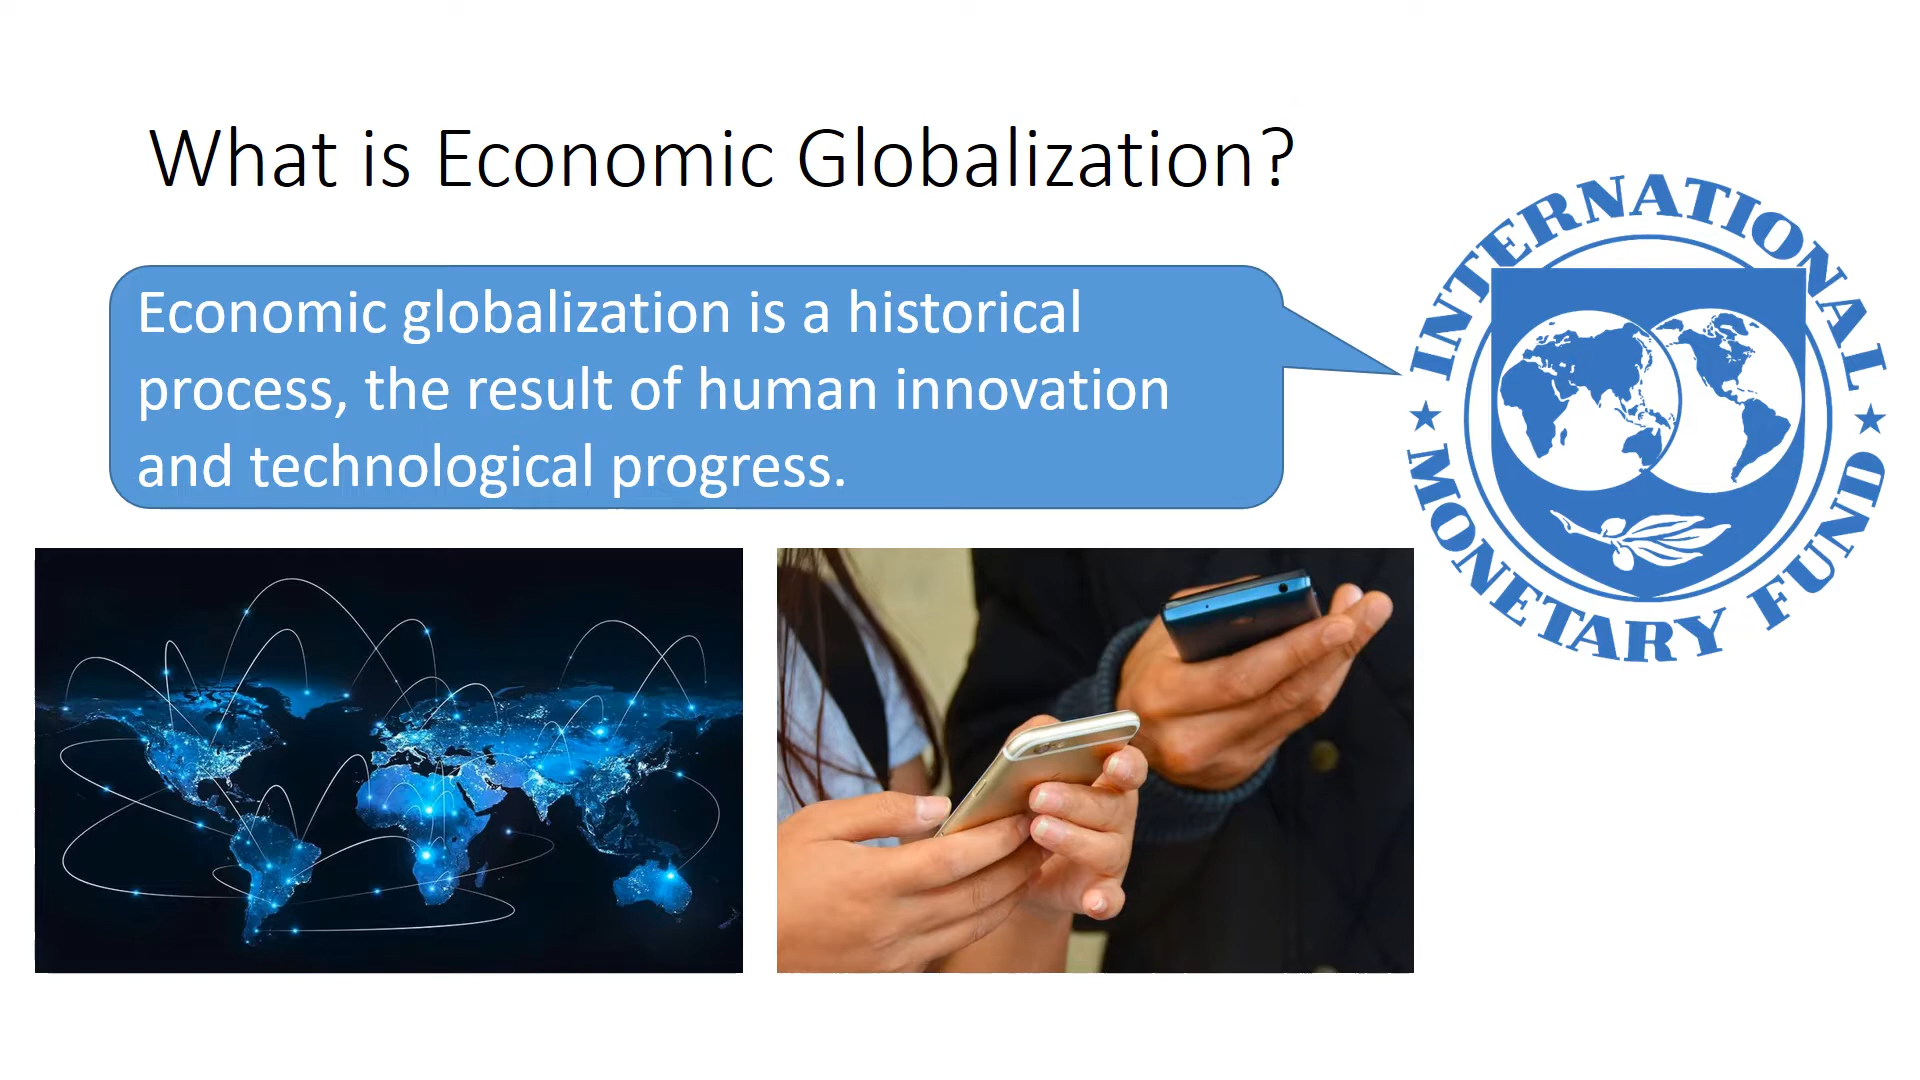 What is Economic Globalization?
Economic globalization is a historical
process, the result of human innovation
and technological progress.
INTERNATIONAL
MONETARY FUND